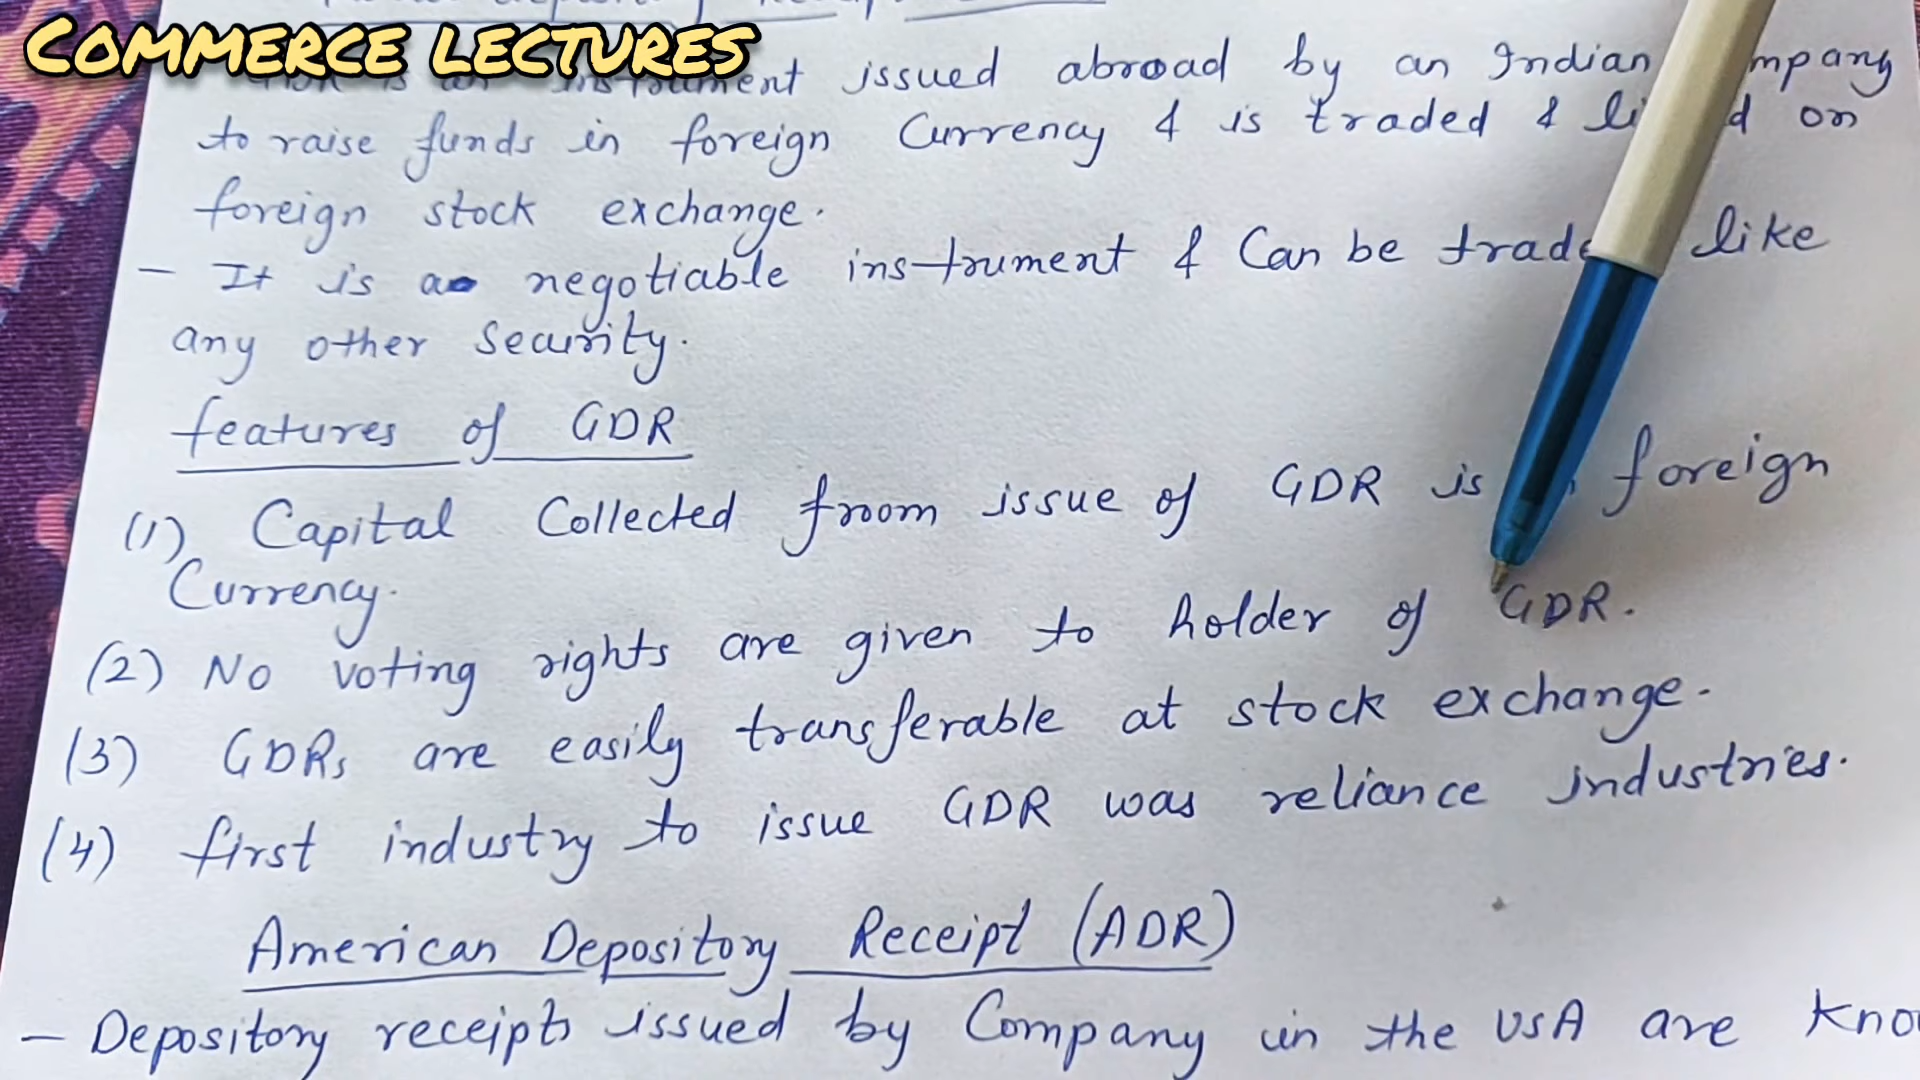 COMMERCE LECTURES
instrument issued abroad by an Indian mpany
to raise funds in foreign Currency & is traded & on
foreign stock exchange.
- It is a negotiable instrument & Can be trade like
any other Security.
features of GDR
(1) Capital Collected from issue of GDR is foreign
Currency.
(2) No voting rights are given to holder of GDR.
(3) GDRs are easily transferable at stock exchange.
(4) first industry to issue GDR was reliance industries.
American Depository Receipt (ADR)
- Depository receipts issued by Company in the USA are Kno